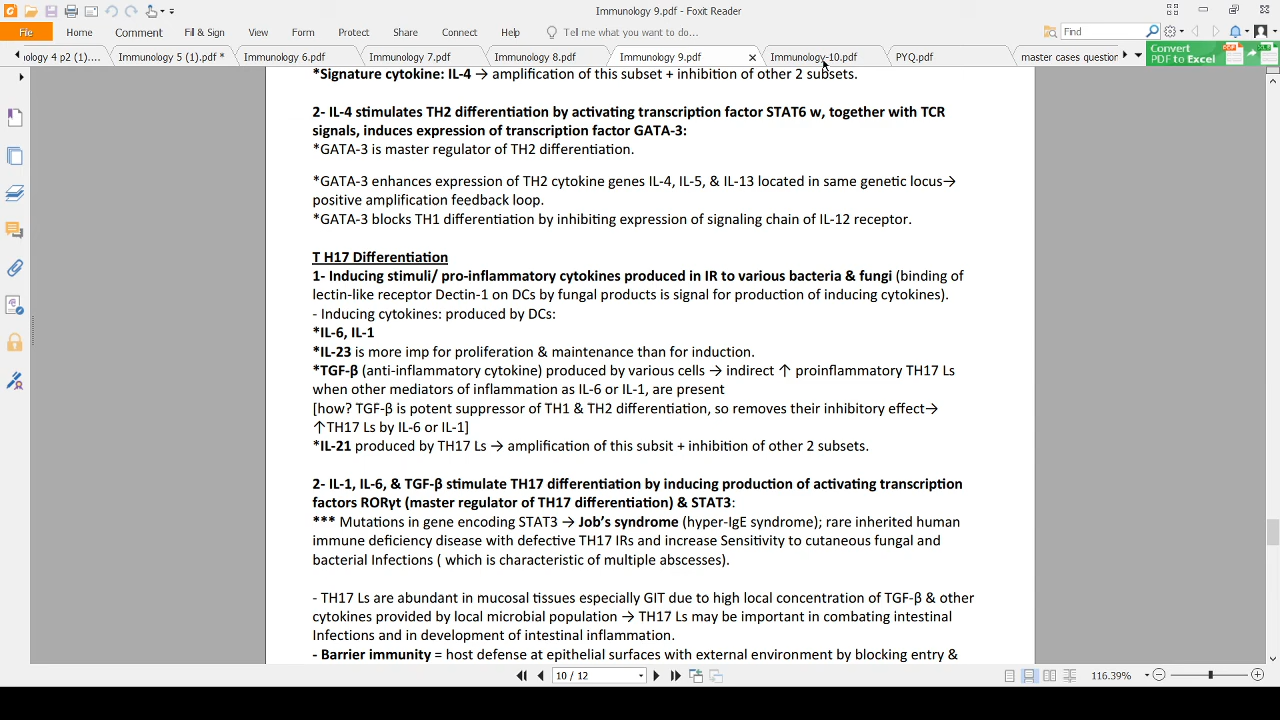 Immunology 9.pdf - Foxit Reader
File Home Comment View Form Protect Share Connect Help Tell me what you want to do... Find
Fill & Sign
ology 4 p2 (1).... Immunology 5 (1).pdf * Immunology 6.pdf Immunology 7.pdf Immunology 8.pdf Immunology 9.pdf Immunology-10.pdf PYQ.pdf master cases question
Convert
PDF to Excel
*Signature cytokine: IL-4 → amplification of this subset + inhibition of other 2 subsets.
2- IL-4 stimulates TH2 differentiation by activating transcription factor STAT6 w, together with TCR
signals, induces expression of transcription factor GATA-3:
*GATA-3 is master regulator of TH2 differentiation.
*GATA-3 enhances expression of TH2 cytokine genes IL-4, IL-5, & IL-13 located in same genetic locus→
positive amplification feedback loop.
*GATA-3 blocks TH1 differentiation by inhibiting expression of signaling chain of IL-12 receptor.
T H17 Differentiation
1- Inducing stimuli/ pro-inflammatory cytokines produced in IR to various bacteria & fungi (binding of
lectin-like receptor Dectin-1 on DCs by fungal products is signal for production of inducing cytokines).
- Inducing cytokines: produced by DCs:
*IL-6, IL-1
*IL-23 is more imp for proliferation & maintenance than for induction.
*TGF-β (anti-inflammatory cytokine) produced by various cells → indirect ↑ proinflammatory TH17 Ls
when other mediators of inflammation as IL-6 or IL-1, are present
[how? TGF-β is potent suppressor of TH1 & TH2 differentiation, so removes their inhibitory effect→
↑TH17 Ls by IL-6 or IL-1]
*IL-21 produced by TH17 Ls → amplification of this subsit + inhibition of other 2 subsets.
2- IL-1, IL-6, & TGF-β stimulate TH17 differentiation by inducing production of activating transcription
factors RORγt (master regulator of TH17 differentiation) & STAT3:
*** Mutations in gene encoding STAT3 → Job's syndrome (hyper-IgE syndrome); rare inherited human
immune deficiency disease with defective TH17 IRs and increase Sensitivity to cutaneous fungal and
bacterial Infections ( which is characteristic of multiple abscesses).
- TH17 Ls are abundant in mucosal tissues especially GIT due to high local concentration of TGF-β & other
cytokines provided by local microbial population → TH17 Ls may be important in combating intestinal
Infections and in development of intestinal inflammation.
- Barrier immunity = host defense at epithelial surfaces with external environment by blocking entry &
10 / 12 116.39%